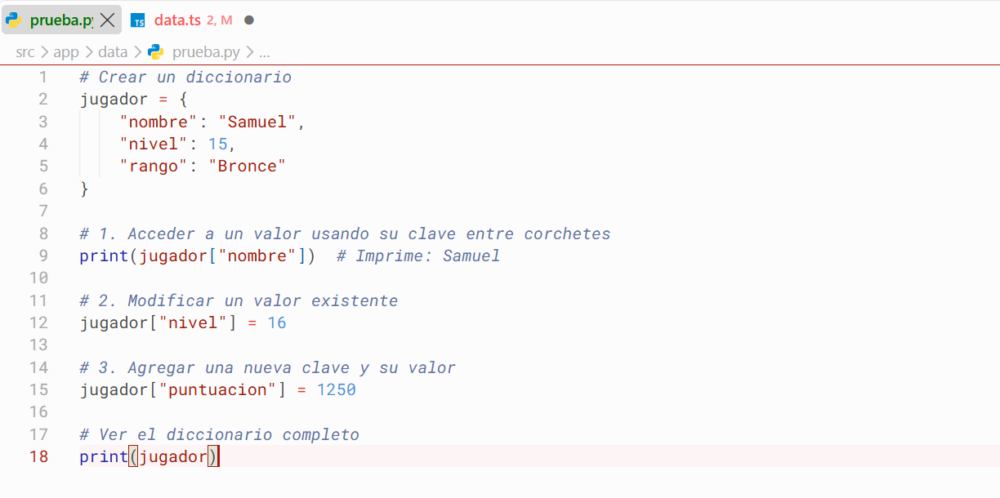 prueba.py data.ts 2, M
src > app > data > prueba.py > ...
1 # Crear un diccionario
2 jugador = {
3     "nombre": "Samuel",
4     "nivel": 15,
5     "rango": "Bronce"
6 }
7
8 # 1. Acceder a un valor usando su clave entre corchetes
9 print(jugador["nombre"])  # Imprime: Samuel
10
11 # 2. Modificar un valor existente
12 jugador["nivel"] = 16
13
14 # 3. Agregar una nueva clave y su valor
15 jugador["puntuacion"] = 1250
16
17 # Ver el diccionario completo
18 print(jugador)